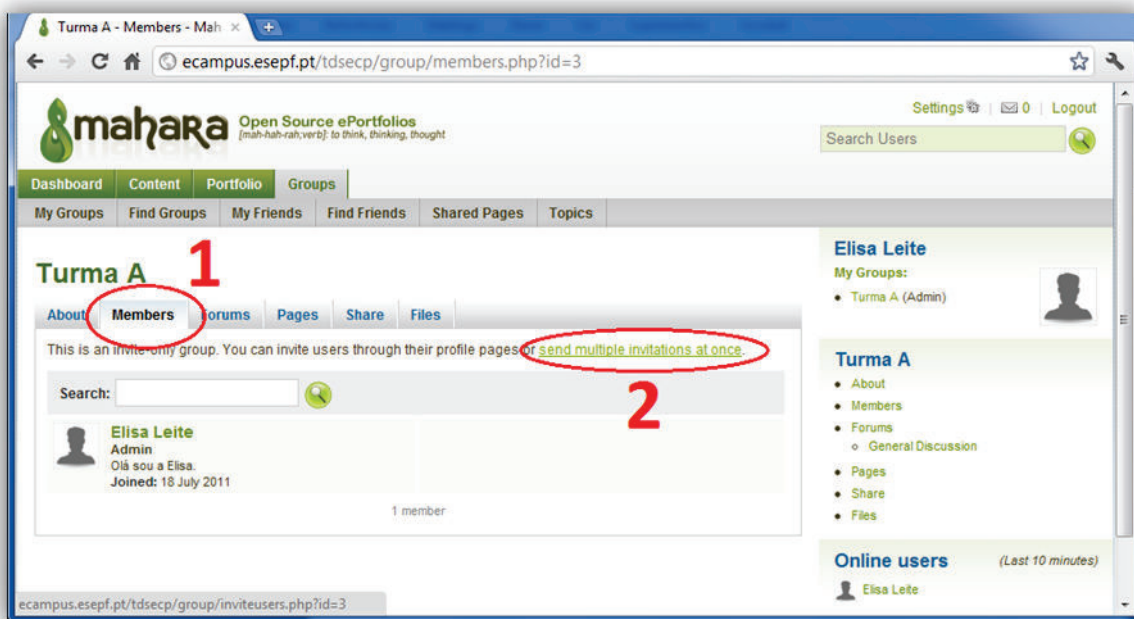 Turma A - Members - Mah
ecampus.esepf.pt/tdsecp/group/members.php?id=3
mahara
Open Source ePortfolios
[mah-hah-rah;verb]: to think, thinking, thought
Settings | 0 | Logout
Search Users
Dashboard Content Portfolio Groups
My Groups Find Groups My Friends Find Friends Shared Pages Topics
1
Turma A
About Members Forums Pages Share Files
This is an invite-only group. You can invite users through their profile pages or send multiple invitations at once.
2
Search:
Elisa Leite
Admin
Olá sou a Elisa.
Joined: 18 July 2011
1 member
Elisa Leite
My Groups:
Turma A (Admin)
Turma A
About
Members
Forums
General Discussion
Pages
Share
Files
Online users (Last 10 minutes)
Elisa Leite
ecampus.esepf.pt/tdsecp/group/inviteusers.php?id=3